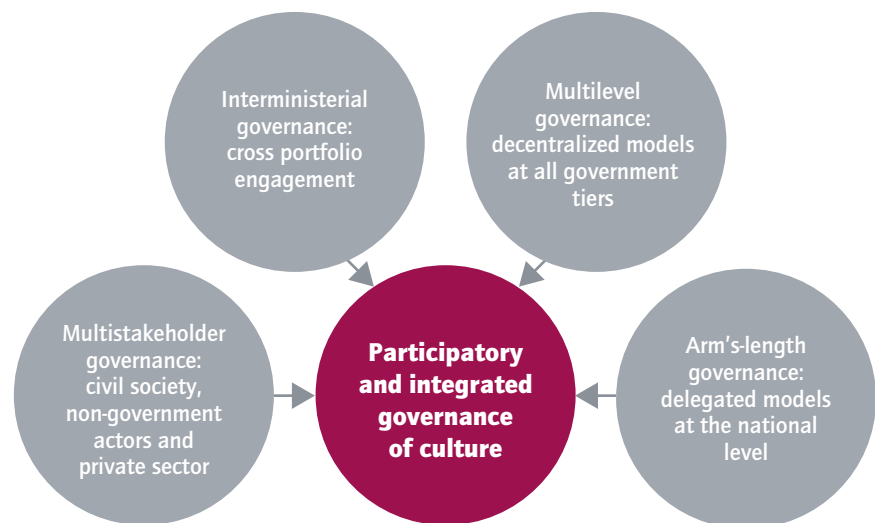 Interministerial
governance:
cross portfolio
engagement
Multilevel
governance:
decentralized models
at all government
tiers
Multistakeholder
governance:
civil society,
non-government
actors and
private sector
Participatory
and integrated
governance
of culture
Arm's-length
governance:
delegated models
at the national
level